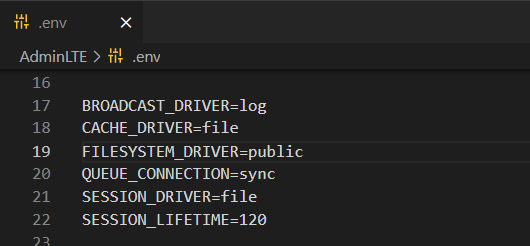 .env
AdminLTE > .env
16
17 BROADCAST_DRIVER=log
18 CACHE_DRIVER=file
19 FILESYSTEM_DRIVER=public
20 QUEUE_CONNECTION=sync
21 SESSION_DRIVER=file
22 SESSION_LIFETIME=120
23